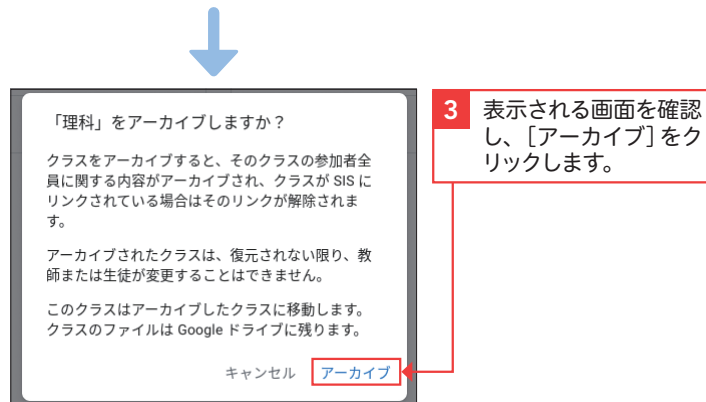 「理科」をアーカイブしますか？
クラスをアーカイブすると、そのクラスの参加者全
員に関する内容がアーカイブされ、クラスが SIS に
リンクされている場合はそのリンクが解除されま
す。
アーカイブされたクラスは、復元されない限り、教
師または生徒が変更することはできません。
このクラスはアーカイブしたクラスに移動します。
クラスのファイルは Google ドライブに残ります。
キャンセル アーカイブ
3 表示される画面を確認
し、［アーカイブ］をク
リックします。